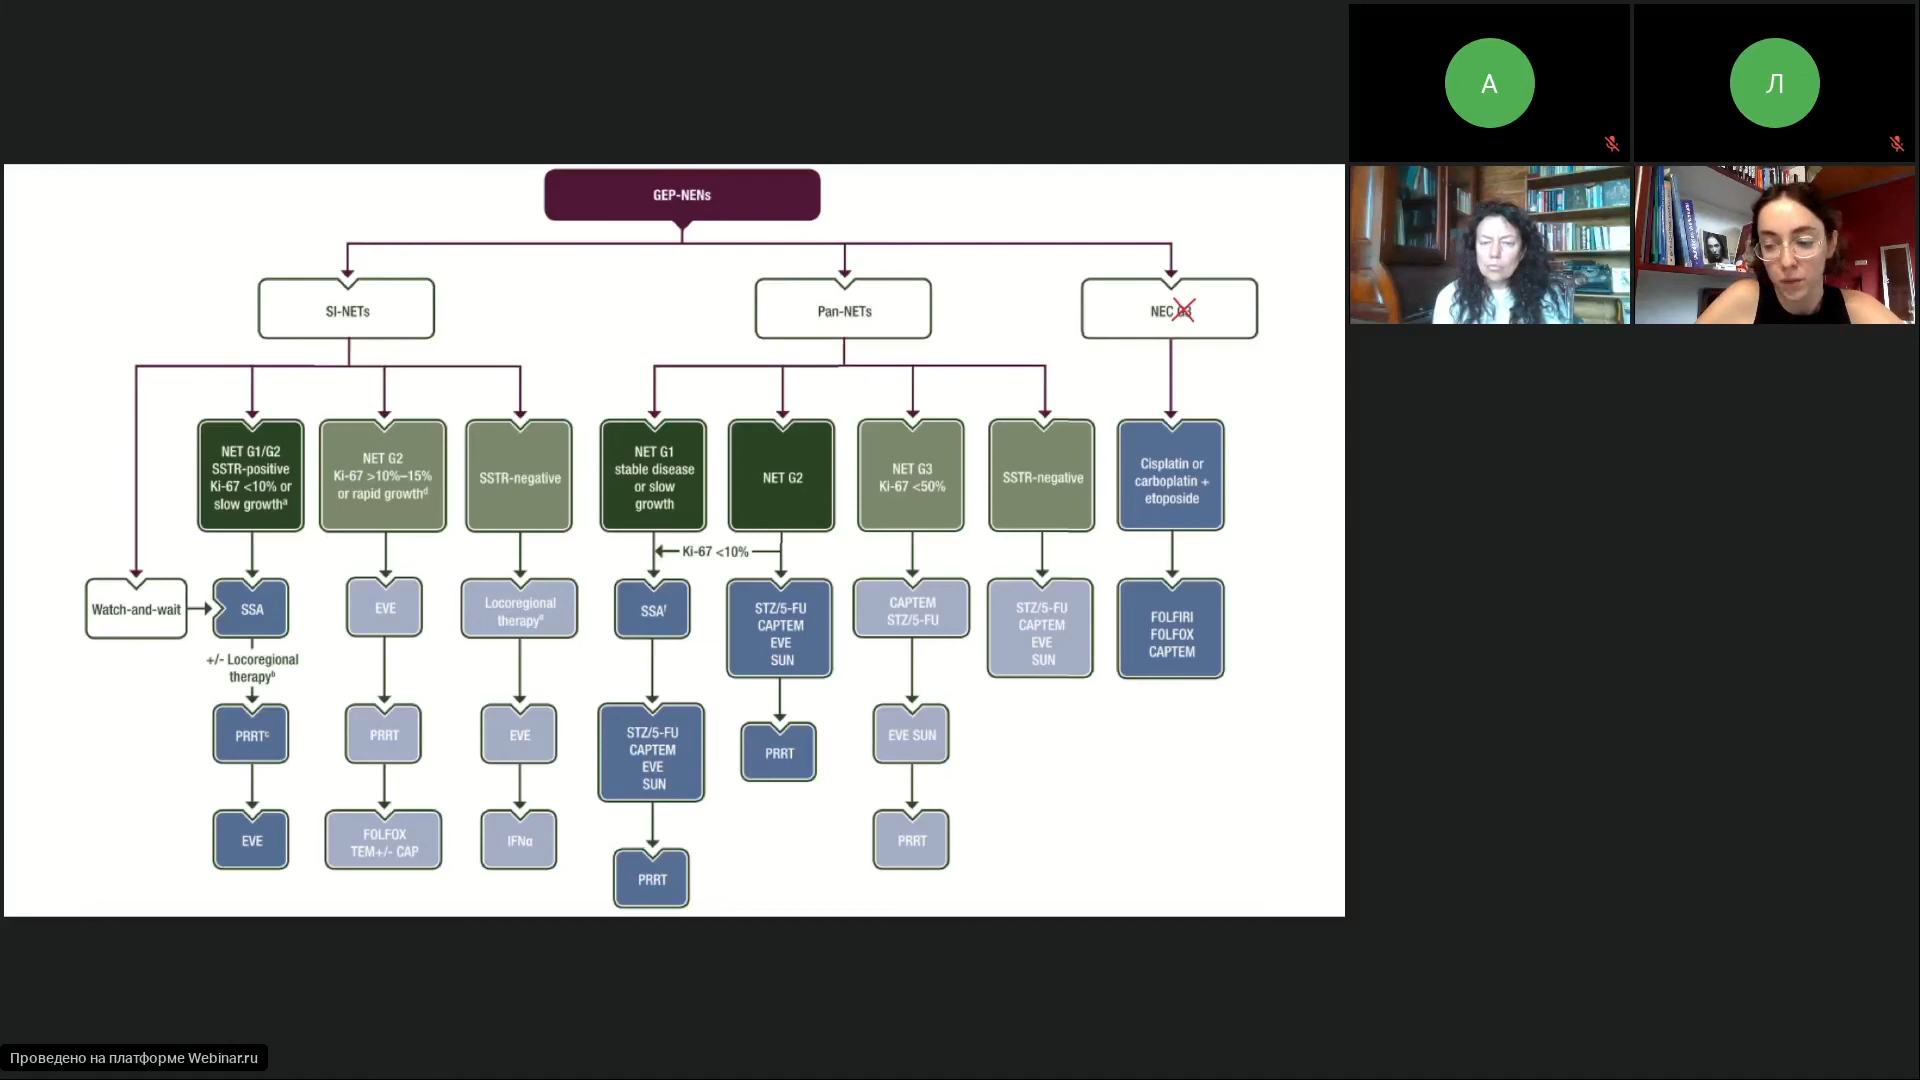 А
Л
GEP-NENs
SI-NETs
Pan-NETs
NEC G3
NET G1/G2
SSTR-positive
Ki-67 <10% or
slow growthᵃ
NET G2
Ki-67 >10%–15%
or rapid growthᵈ
SSTR-negative
NET G1
stable disease
or slow
growth
NET G2
NET G3
Ki-67 <50%
SSTR-negative
Cisplatin or
carboplatin +
etoposide
Ki-67 <10%
Watch-and-wait
SSA
EVE
Locoregional
therapyᵉ
SSAᶠ
STZ/5-FU
CAPTEM
EVE
SUN
CAPTEM
STZ/5-FU
STZ/5-FU
CAPTEM
EVE
SUN
FOLFIRI
FOLFOX
CAPTEM
+/- Locoregional
therapyᵇ
PRRTᶜ
PRRT
EVE
STZ/5-FU
CAPTEM
EVE
SUN
PRRT
EVE SUN
EVE
FOLFOX
TEM+/- CAP
IFNα
PRRT
PRRT
Проведено на платформе Webinar.ru